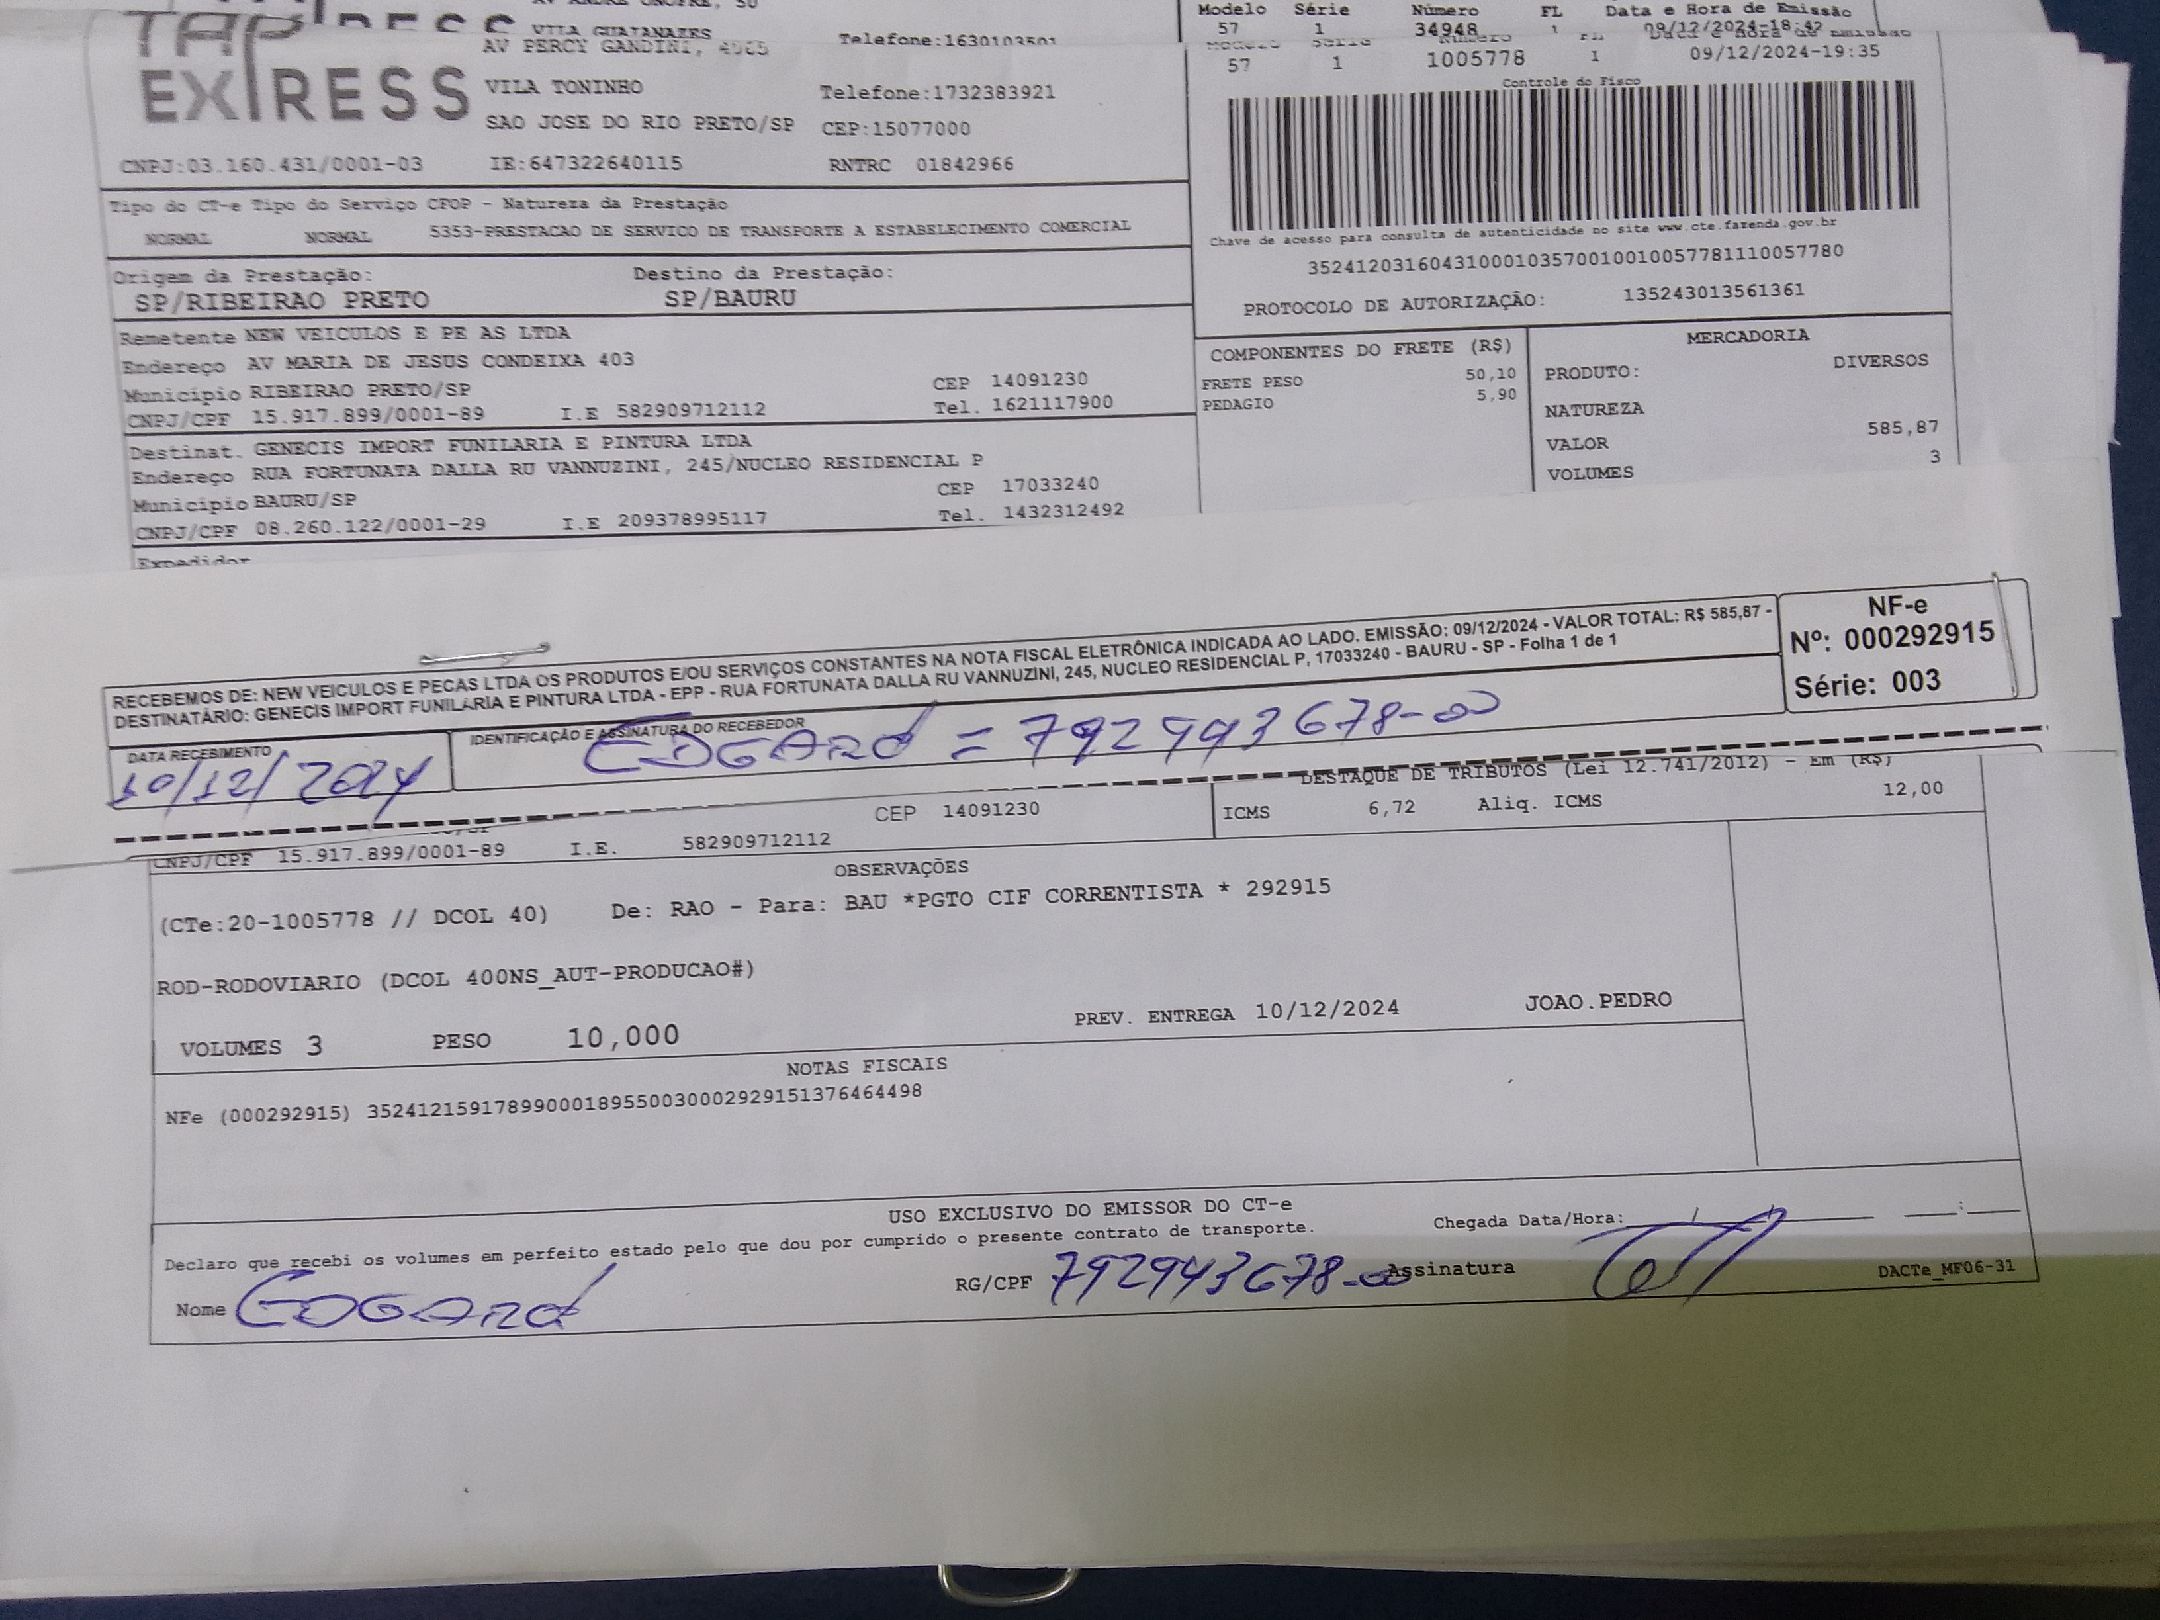 VILA GUAIANAZES
Telefone:1630103501
Modelo Série Número FL Data e Hora de Emissão
57 1 34948 1 09/12/2024-18:42
TAP EXPRESS
AV PERCY GANDINI, 4065
VILA TONINHO Telefone:1732383921
SAO JOSE DO RIO PRETO/SP CEP:15077000
CNPJ:03.160.431/0001-03 IE:647322640115 RNTRC 01842966
57 1 1005778 1 09/12/2024-19:35
Controle do Fisco
Chave de acesso para consulta de autenticidade no site www.cte.fazenda.gov.br
35241203160431000103570010010057781110057780
PROTOCOLO DE AUTORIZAÇÃO: 135243013561361
Tipo do CT-e Tipo do Serviço CFOP - Natureza da Prestação
NORMAL NORMAL 5353-PRESTACAO DE SERVICO DE TRANSPORTE A ESTABELECIMENTO COMERCIAL
Origem da Prestação: Destino da Prestação:
SP/RIBEIRAO PRETO SP/BAURU
Remetente NEW VEICULOS E PE AS LTDA
Endereço AV MARIA DE JESUS CONDEIXA 403
Município RIBEIRAO PRETO/SP CEP 14091230
CNPJ/CPF 15.917.899/0001-89 I.E 582909712112 Tel. 1621117900
Destinat. GENECIS IMPORT FUNILARIA E PINTURA LTDA
Endereço RUA FORTUNATA DALLA RU VANNUZINI, 245/NUCLEO RESIDENCIAL P
Município BAURU/SP CEP 17033240
CNPJ/CPF 08.260.122/0001-29 I.E 209378995117 Tel. 1432312492
Expedidor
COMPONENTES DO FRETE (R$)
FRETE PESO 50,10
PEDAGIO 5,90
MERCADORIA
PRODUTO: DIVERSOS
NATUREZA
VALOR 585,87
VOLUMES 3
RECEBEMOS DE: NEW VEICULOS E PECAS LTDA OS PRODUTOS E/OU SERVIÇOS CONSTANTES NA NOTA FISCAL ELETRÔNICA INDICADA AO LADO. EMISSÃO: 09/12/2024 - VALOR TOTAL: R$ 585,87 -
DESTINATÁRIO: GENECIS IMPORT FUNILARIA E PINTURA LTDA - EPP - RUA FORTUNATA DALLA RU VANNUZINI, 245, NUCLEO RESIDENCIAL P, 17033240 - BAURU - SP - Folha 1 de 1
NF-e
Nº: 000292915
Série: 003
DATA RECEBIMENTO
10/12/2024
IDENTIFICAÇÃO E ASSINATURA DO RECEBEDOR
EDGARD = 792993678-00
DESTAQUE DE TRIBUTOS (Lei 12.741/2012) - Em (R$)
CEP 14091230 ICMS 6,72 Aliq. ICMS 12,00
CNPJ/CPF 15.917.899/0001-89 I.E. 582909712112
OBSERVAÇÕES
(CTe:20-1005778 // DCOL 40) De: RAO - Para: BAU *PGTO CIF CORRENTISTA * 292915
ROD-RODOVIARIO (DCOL 400NS_AUT-PRODUCAO#)
VOLUMES 3 PESO 10,000 PREV. ENTREGA 10/12/2024 JOAO.PEDRO
NOTAS FISCAIS
NFe (000292915) 35241215917899000189550030002929151376464498
USO EXCLUSIVO DO EMISSOR DO CT-e
Declaro que recebi os volumes em perfeito estado pelo que dou por cumprido o presente contrato de transporte. Chegada Data/Hora: / / :
Nome EDGARD RG/CPF 792993678-00 Assinatura DACTe_MF06-31